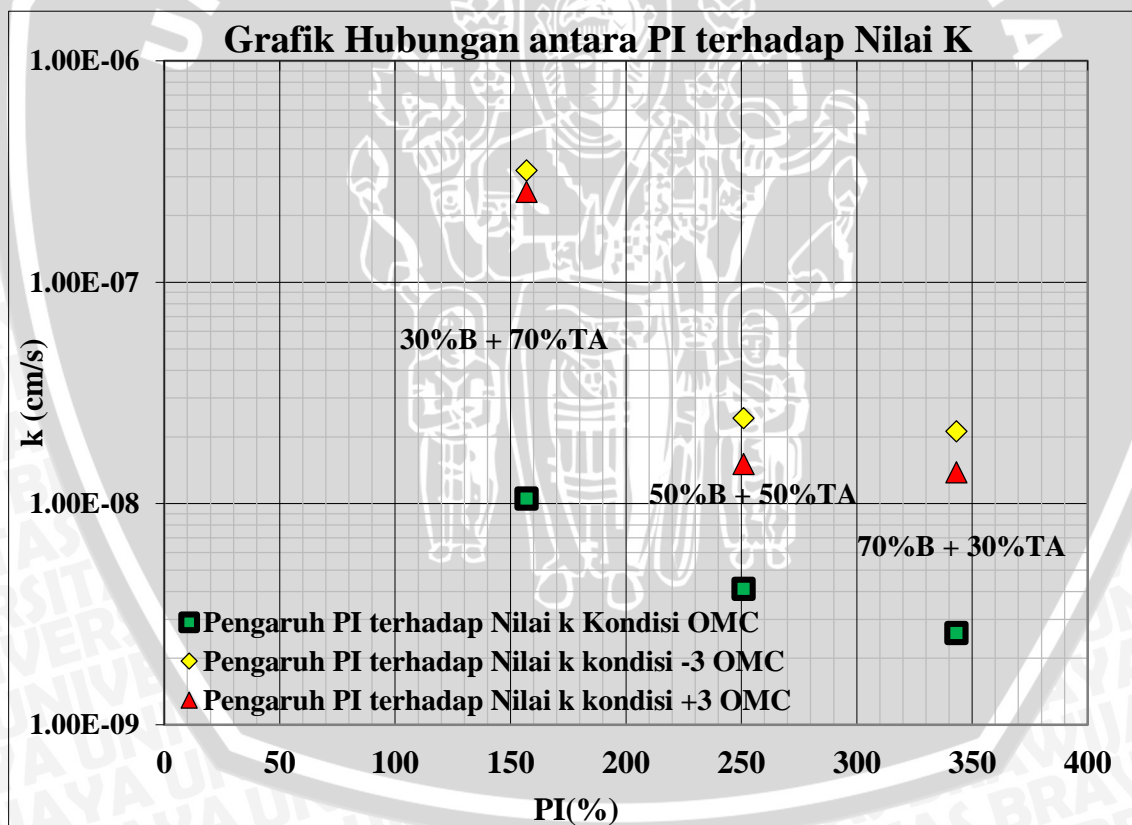 Grafik Hubungan antara PI terhadap Nilai K
1.00E-06
1.00E-07
1.00E-08
1.00E-09
k (cm/s)
30%B + 70%TA
50%B + 50%TA
70%B + 30%TA
Pengaruh PI terhadap Nilai k Kondisi OMC
Pengaruh PI terhadap Nilai k kondisi -3 OMC
Pengaruh PI terhadap Nilai k kondisi +3 OMC
0 50 100 150 200 250 300 350 400
PI(%)